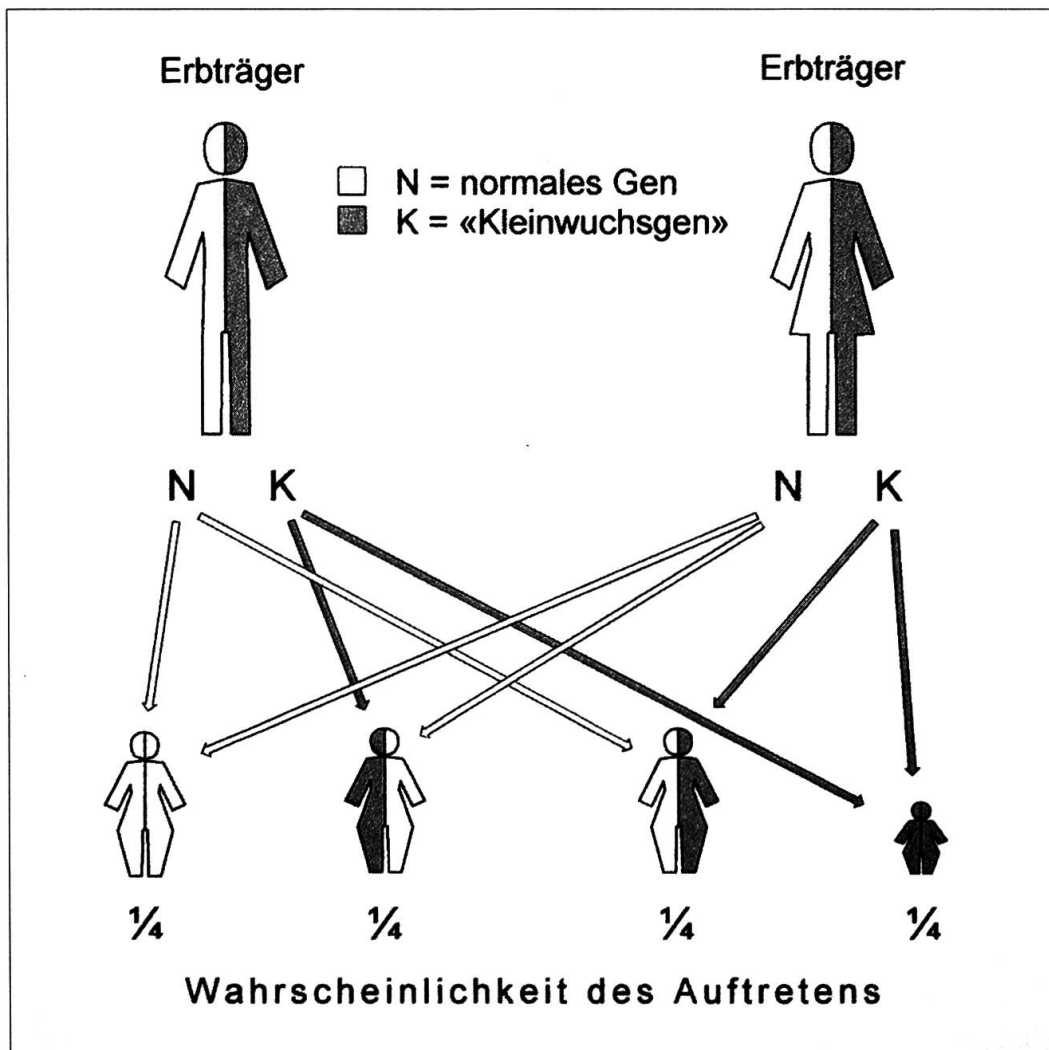 Erbträger
Erbträger
N = normales Gen
K = «Kleinwuchsgen»
N K
N K
¼ ¼ ¼ ¼
Wahrscheinlichkeit des Auftretens